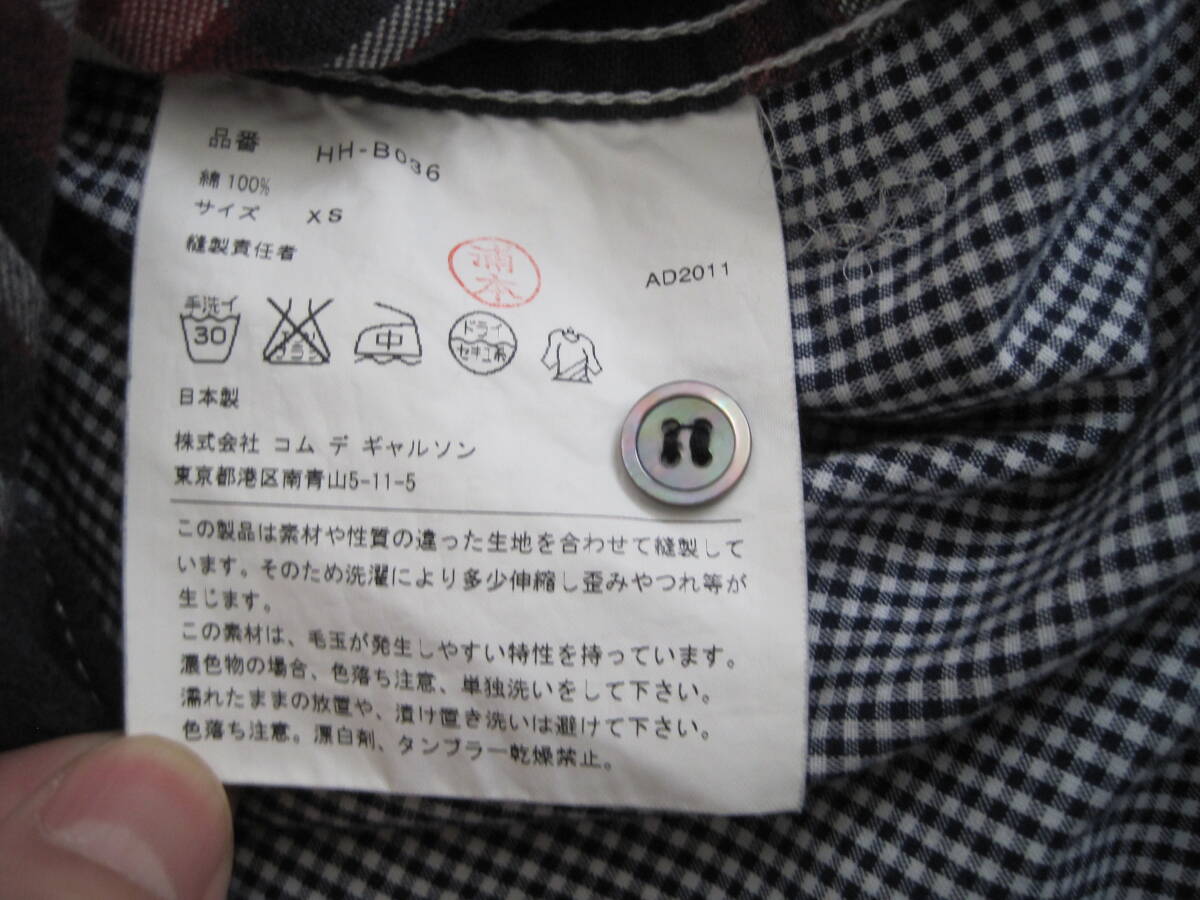 品番 HH-B036
綿 100%
サイズ XS
縫製責任者
浦本
AD2011
手洗イ
30
エンソ
サラシ
中
ドライ
セキユ系
日本製
株式会社 コム デ ギャルソン
東京都港区南青山5-11-5
この製品は素材や性質の違った生地を合わせて縫製して
います。そのため洗濯により多少伸縮し歪みやつれ等が
生じます。
この素材は、毛玉が発生しやすい特性を持っています。
濃色物の場合、色落ち注意、単独洗いをして下さい。
濡れたままの放置や、漬け置き洗いは避けて下さい。
色落ち注意。漂白剤、タンブラー乾燥禁止。